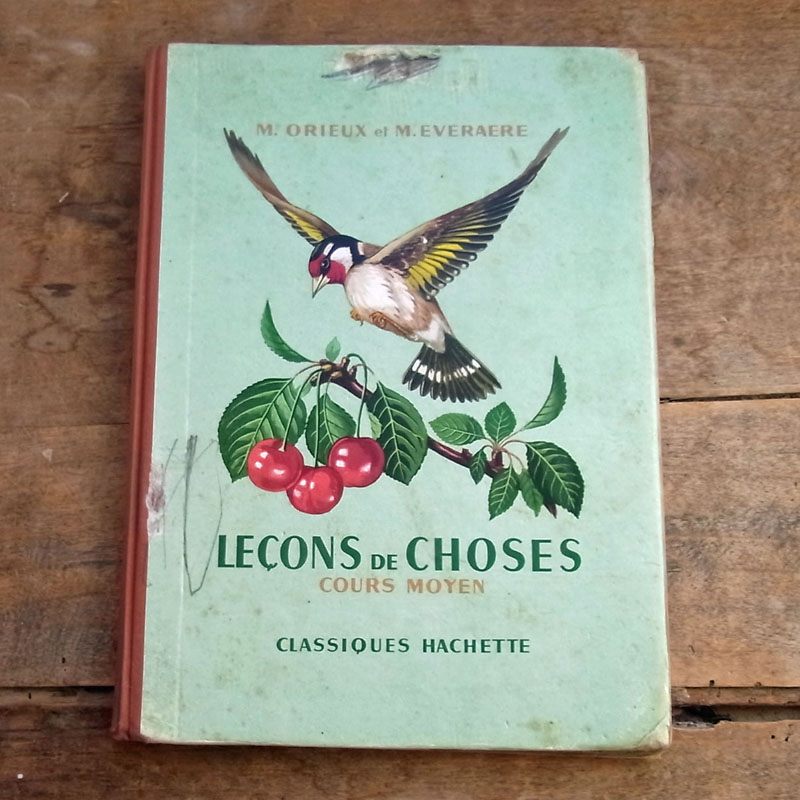 M. ORIEUX et M. EVERAERE
LEÇONS DE CHOSES
COURS MOYEN
CLASSIQUES HACHETTE